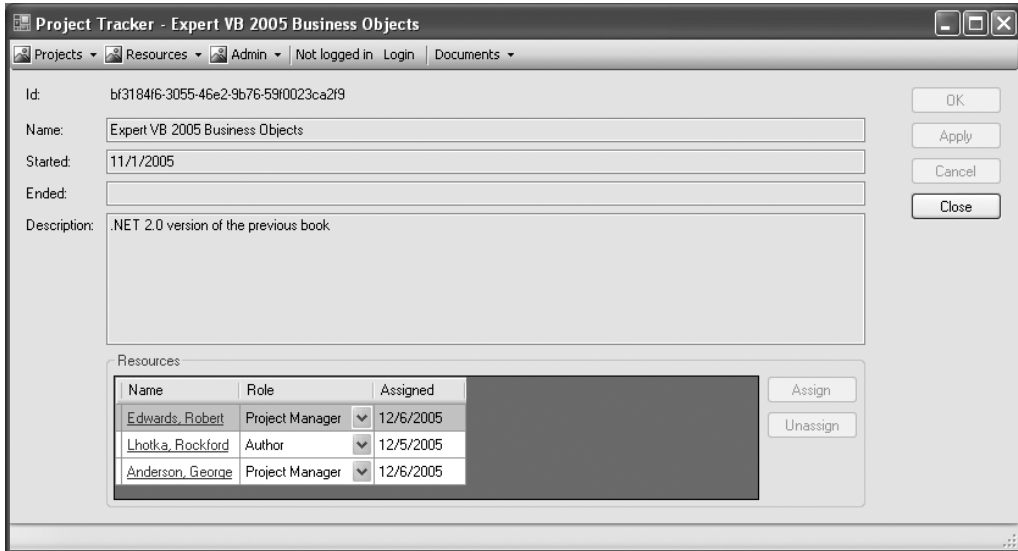 Project Tracker - Expert VB 2005 Business Objects
Projects Resources Admin Not logged in Login Documents
Id: bf3184f6-3055-46e2-9b76-59f0023ca2f9
OK
Name: Expert VB 2005 Business Objects
Apply
Started: 11/1/2005
Cancel
Ended:
Close
Description: .NET 2.0 version of the previous book
Resources
Name Role Assigned
Assign
Edwards, Robert Project Manager 12/6/2005
Unassign
Lhotka, Rockford Author 12/5/2005
Anderson, George Project Manager 12/6/2005